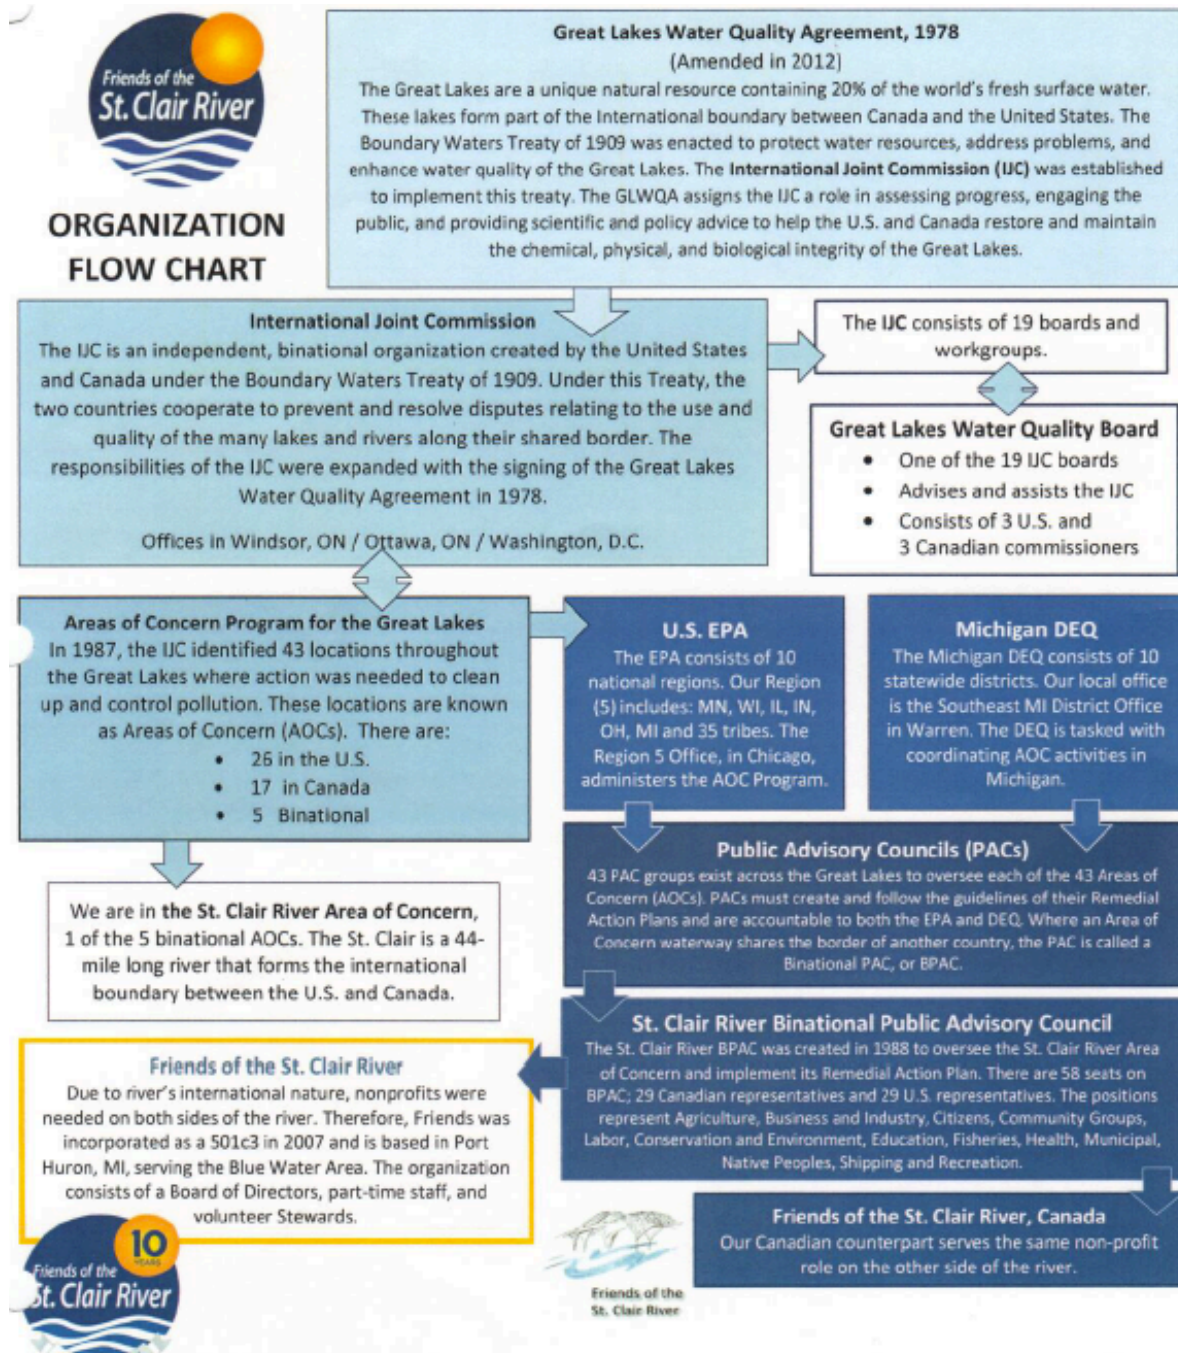 Friends of the
St. Clair River
ORGANIZATION
FLOW CHART
Great Lakes Water Quality Agreement, 1978
(Amended in 2012)
The Great Lakes are a unique natural resource containing 20% of the world's fresh surface water.
These lakes form part of the International boundary between Canada and the United States. The
Boundary Waters Treaty of 1909 was enacted to protect water resources, address problems, and
enhance water quality of the Great Lakes. The International Joint Commission (IJC) was established
to implement this treaty. The GLWQA assigns the IJC a role in assessing progress, engaging the
public, and providing scientific and policy advice to help the U.S. and Canada restore and maintain
the chemical, physical, and biological integrity of the Great Lakes.
International Joint Commission
The IJC is an independent, binational organization created by the United States
and Canada under the Boundary Waters Treaty of 1909. Under this Treaty, the
two countries cooperate to prevent and resolve disputes relating to the use and
quality of the many lakes and rivers along their shared border. The
responsibilities of the IJC were expanded with the signing of the Great Lakes
Water Quality Agreement in 1978.
Offices in Windsor, ON / Ottawa, ON / Washington, D.C.
The IJC consists of 19 boards and
workgroups.
Great Lakes Water Quality Board
• One of the 19 IJC boards
• Advises and assists the IJC
• Consists of 3 U.S. and
3 Canadian commissioners
Areas of Concern Program for the Great Lakes
In 1987, the IJC identified 43 locations throughout
the Great Lakes where action was needed to clean
up and control pollution. These locations are known
as Areas of Concern (AOCs). There are:
• 26 in the U.S.
• 17 in Canada
• 5 Binational
U.S. EPA
The EPA consists of 10
national regions. Our Region
(5) includes: MN, WI, IL, IN,
OH, MI and 35 tribes. The
Region 5 Office, in Chicago,
administers the AOC Program.
Michigan DEQ
The Michigan DEQ consists of 10
statewide districts. Our local office
is the Southeast MI District Office
in Warren. The DEQ is tasked with
coordinating AOC activities in
Michigan.
We are in the St. Clair River Area of Concern,
1 of the 5 binational AOCs. The St. Clair is a 44-
mile long river that forms the international
boundary between the U.S. and Canada.
Public Advisory Councils (PACs)
43 PAC groups exist across the Great Lakes to oversee each of the 43 Areas of
Concern (AOCs). PACs must create and follow the guidelines of their Remedial
Action Plans and are accountable to both the EPA and DEQ. Where an Area of
Concern waterway shares the border of another country, the PAC is called a
Binational PAC, or BPAC.
St. Clair River Binational Public Advisory Council
The St. Clair River BPAC was created in 1988 to oversee the St. Clair River Area
of Concern and implement its Remedial Action Plan. There are 58 seats on
BPAC; 29 Canadian representatives and 29 U.S. representatives. The positions
represent Agriculture, Business and Industry, Citizens, Community Groups,
Labor, Conservation and Environment, Education, Fisheries, Health, Municipal,
Native Peoples, Shipping and Recreation.
Friends of the St. Clair River
Due to river's international nature, nonprofits were
needed on both sides of the river. Therefore, Friends was
incorporated as a 501c3 in 2007 and is based in Port
Huron, MI, serving the Blue Water Area. The organization
consists of a Board of Directors, part-time staff, and
volunteer Stewards.
Friends of the St. Clair River, Canada
Our Canadian counterpart serves the same non-profit
role on the other side of the river.
10
YEARS
Friends of the
St. Clair River
Friends of the
St. Clair River